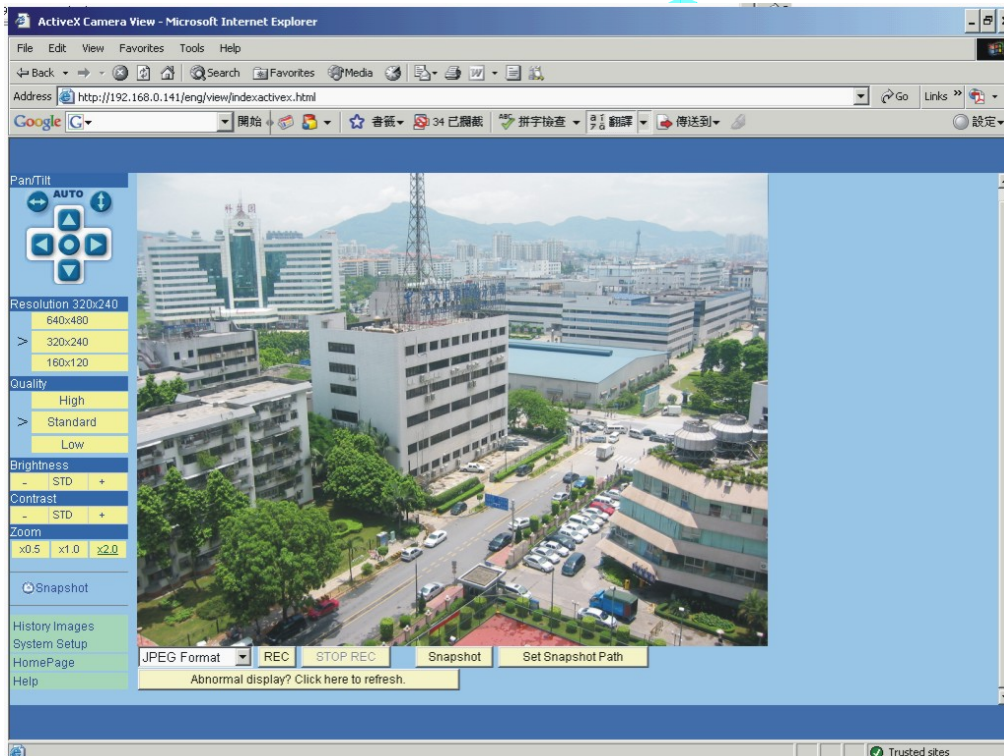 ActiveX Camera View - Microsoft Internet Explorer
File Edit View Favorites Tools Help
Back Search Favorites Media
Address http://192.168.0.141/eng/view/indexactivex.html Go Links »
Google G 開始 書籤 34 已攔截 ABC 拼字檢查 翻譯 傳送到 設定
Pan/Tilt
AUTO
Resolution 320x240
640x480
> 320x240
160x120
Quality
High
> Standard
Low
Brightness
- STD +
Contrast
- STD +
Zoom
x0.5 x1.0 x2.0
Snapshot
History Images
System Setup
HomePage
Help
JPEG Format REC STOP REC Snapshot Set Snapshot Path
Abnormal display? Click here to refresh.
Trusted sites